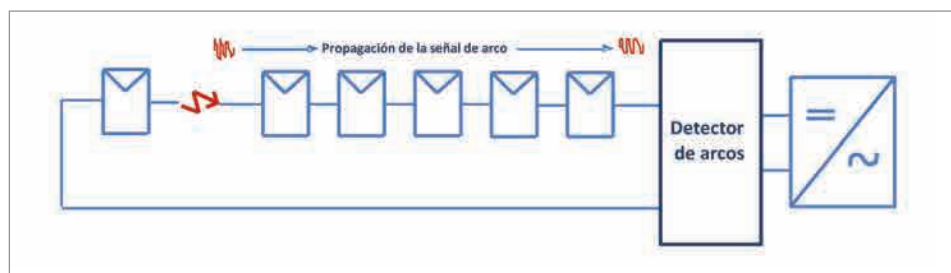 Propagación de la señal de arco
Detector
de arcos